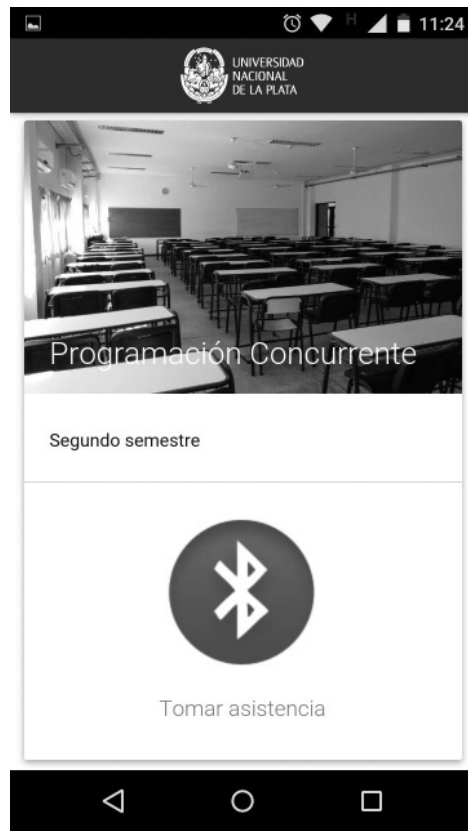 H 11:24
UNIVERSIDAD
NACIONAL
DE LA PLATA
Programación Concurrente
Segundo semestre
Tomar asistencia